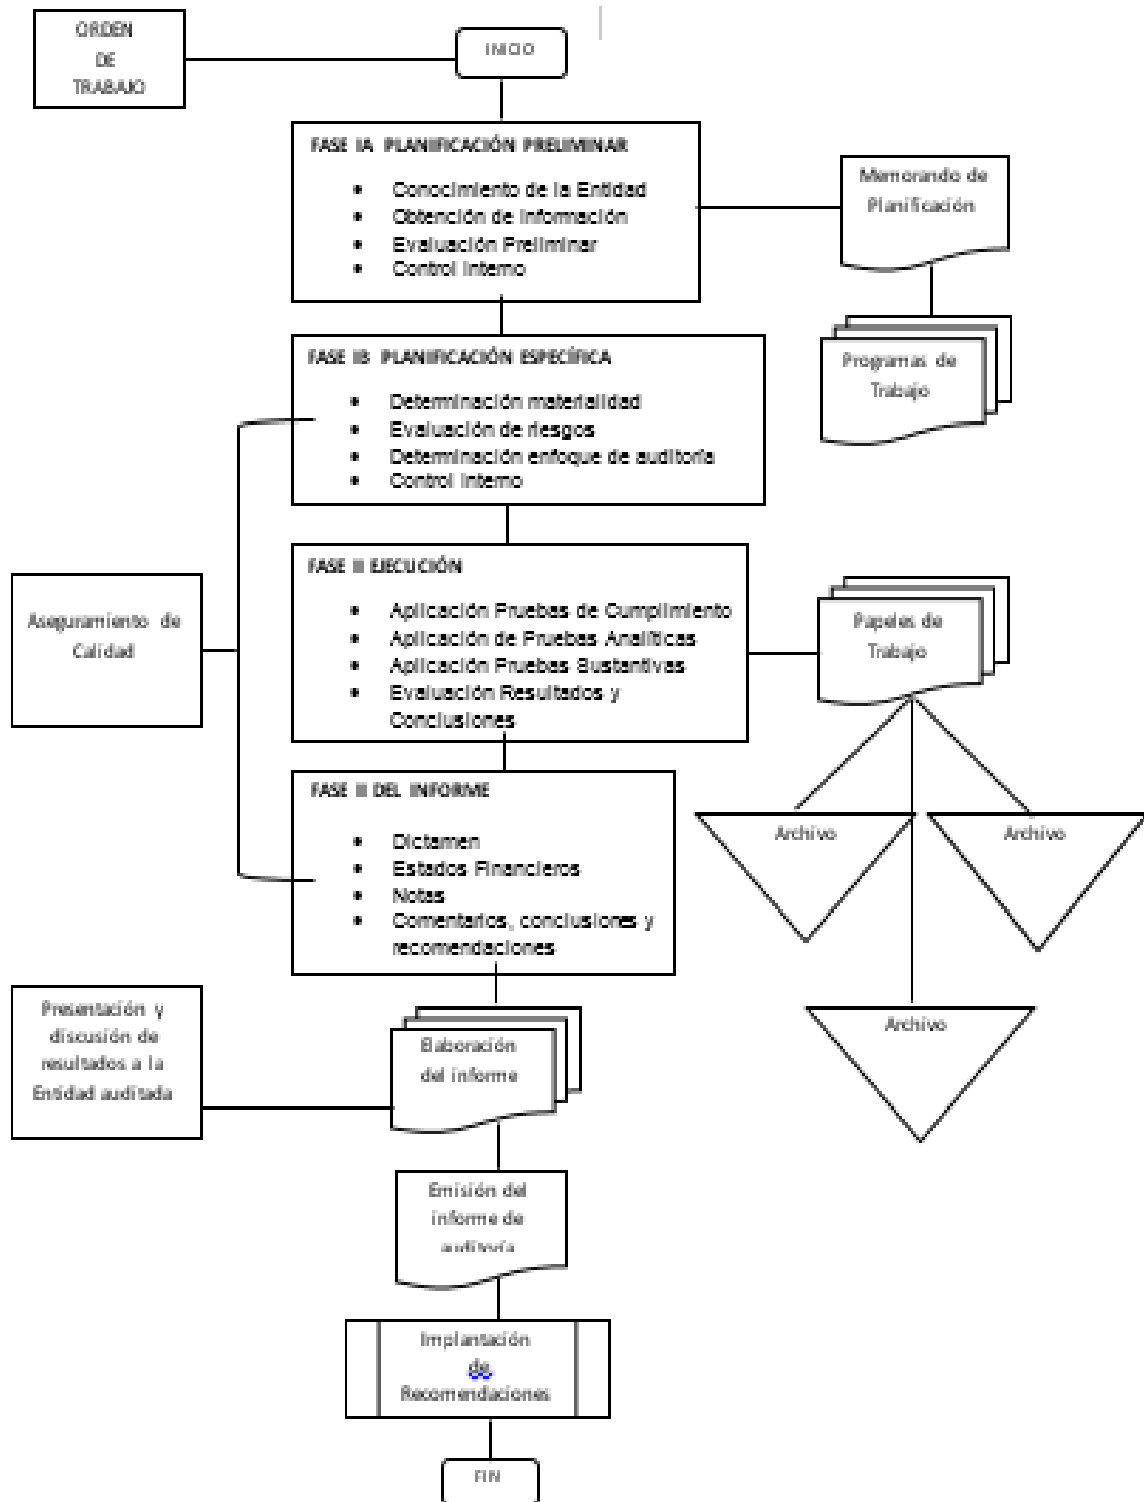 ORDEN
DE
TRABAJO
INICIO
FASE IA PLANIFICACIÓN PRELIMINAR
• Conocimiento de la Entidad
• Obtención de Información
• Evaluación Preliminar
• Control Interno
Memorando de
Planificación
Programas de
Trabajo
FASE IB PLANIFICACIÓN ESPECÍFICA
• Determinación materialidad
• Evaluación de riesgos
• Determinación enfoque de auditoría
• Control Interno
Aseguramiento de
Calidad
FASE II EJECUCIÓN
• Aplicación Pruebas de Cumplimiento
• Aplicación de Pruebas Analíticas
• Aplicación Pruebas Sustantivas
• Evaluación Resultados y
Conclusiones
Papeles de
Trabajo
Archivo
Archivo
Archivo
FASE II DEL INFORME
• Dictamen
• Estados Financieros
• Notas
• Comentarios, conclusiones y
recomendaciones
Presentación y
discusión de
resultados a la
Entidad auditada
Elaboración
del informe
Emisión del
informe de
auditoría
Implantación
de
Recomendaciones
FIN